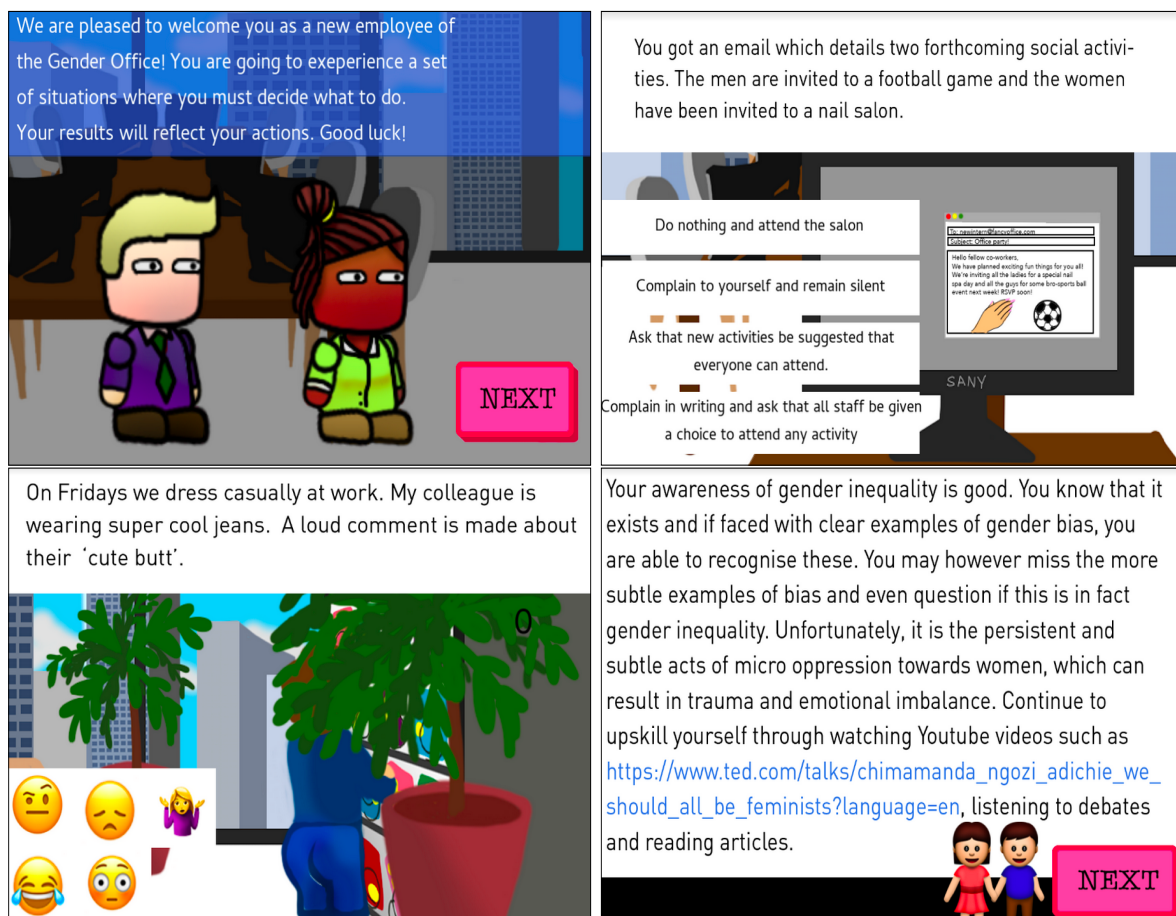 We are pleased to welcome you as a new employee of
the Gender Office! You are going to exeperience a set
of situations where you must decide what to do.
Your results will reflect your actions. Good luck!
NEXT
You got an email which details two forthcoming social activi-
ties. The men are invited to a football game and the women
have been invited to a nail salon.
Do nothing and attend the salon
Complain to yourself and remain silent
Ask that new activities be suggested that
everyone can attend.
Complain in writing and ask that all staff be given
a choice to attend any activity
To: newintern@fancyoffice.com
Subject: Office party!
Hello fellow co-workers,
We have planned exciting fun things for you all!
We're inviting all the ladies for a special nail
spa day and all the guys for some bro-sports ball
event next week! RSVP soon!
SANY
On Fridays we dress casually at work. My colleague is
wearing super cool jeans.  A loud comment is made about
their  'cute butt'.
0
Your awareness of gender inequality is good. You know that it
exists and if faced with clear examples of gender bias, you
are able to recognise these. You may however miss the more
subtle examples of bias and even question if this is in fact
gender inequality. Unfortunately, it is the persistent and
subtle acts of micro oppression towards women, which can
result in trauma and emotional imbalance. Continue to
upskill yourself through watching Youtube videos such as
https://www.ted.com/talks/chimamanda_ngozi_adichie_we_
should_all_be_feminists?language=en, listening to debates
and reading articles.
NEXT